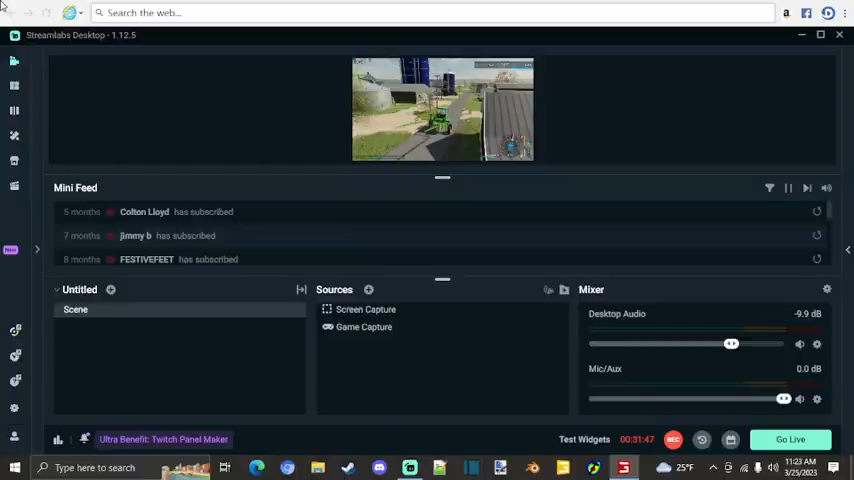 Search the web...
Streamlabs Desktop - 1.12.5
Mini Feed
5 months Colton Lloyd has subscribed
7 months jimmy b has subscribed
8 months FESTIVEFEET has subscribed
New
Untitled
Scene
Sources
Screen Capture
Game Capture
Mixer
Desktop Audio -9.9 dB
Mic/Aux 0.0 dB
Ultra Benefit: Twitch Panel Maker
Test Widgets 00:31:47 REC Go Live
Type here to search
25°F
11:23 AM
3/25/2023